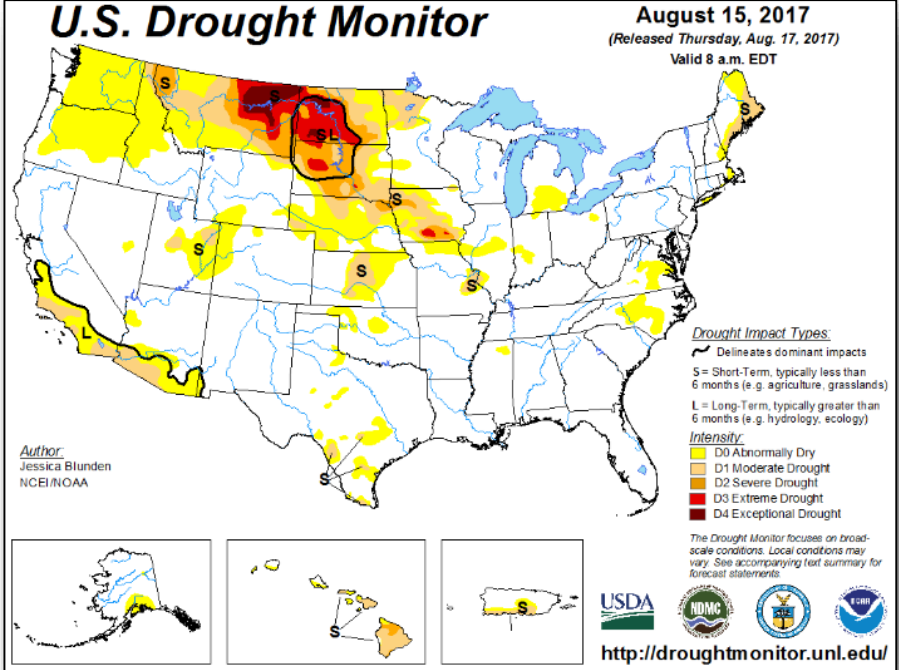 U.S. Drought Monitor
August 15, 2017
(Released Thursday, Aug. 17, 2017)
Valid 8 a.m. EDT
S
S
S
SL
S
S
S
S
L
S
Drought Impact Types:
Delineates dominant impacts
S = Short-Term, typically less than
6 months (e.g. agriculture, grasslands)
L = Long-Term, typically greater than
6 months (e.g. hydrology, ecology)
Intensity:
D0 Abnormally Dry
D1 Moderate Drought
D2 Severe Drought
D3 Extreme Drought
D4 Exceptional Drought
Author:
Jessica Blunden
NCEI/NOAA
The Drought Monitor focuses on broad-
scale conditions. Local conditions may
vary. See accompanying text summary for
forecast statements.
S
S
USDA
NDMC
NOAA
http://droughtmonitor.unl.edu/